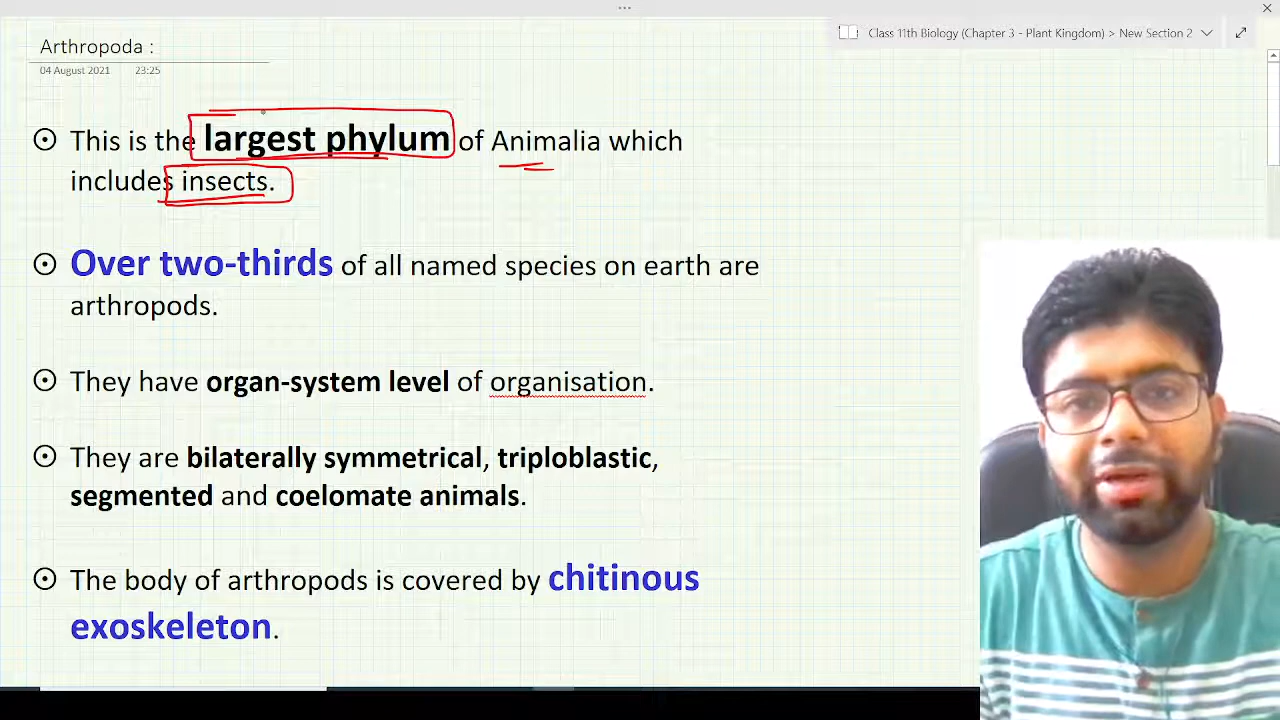 Arthropoda :
04 August 2021 23:25
Class 11th Biology (Chapter 3 - Plant Kingdom) > New Section 2
This is the largest phylum of Animalia which
includes insects.
Over two-thirds of all named species on earth are
arthropods.
They have organ-system level of organisation.
They are bilaterally symmetrical, triploblastic,
segmented and coelomate animals.
The body of arthropods is covered by chitinous
exoskeleton.